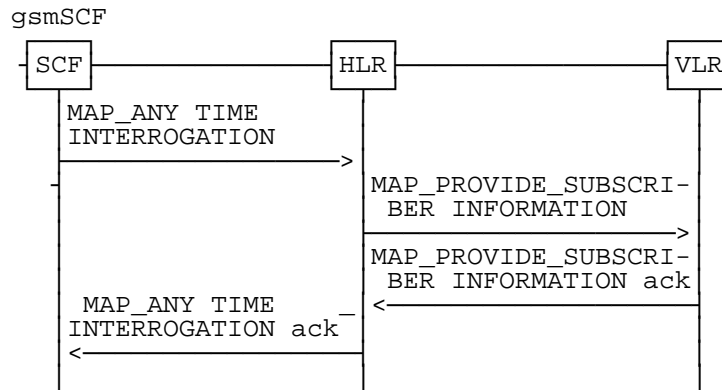 gsmSCF
SCF HLR VLR
MAP_ANY TIME
INTERROGATION
MAP_PROVIDE_SUBSCRI-
BER INFORMATION
MAP_PROVIDE_SUBSCRI-
BER INFORMATION ack
MAP_ANY TIME _
INTERROGATION ack